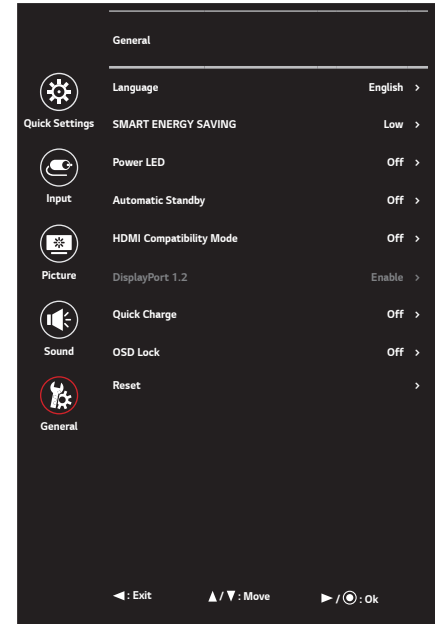 General
Language English >
Quick Settings
SMART ENERGY SAVING Low >
Power LED Off >
Input
Automatic Standby Off >
HDMI Compatibility Mode Off >
Picture
DisplayPort 1.2 Enable >
Quick Charge Off >
Sound
OSD Lock Off >
Reset >
General
◄ : Exit ▲/▼ : Move ► / ◉ : Ok